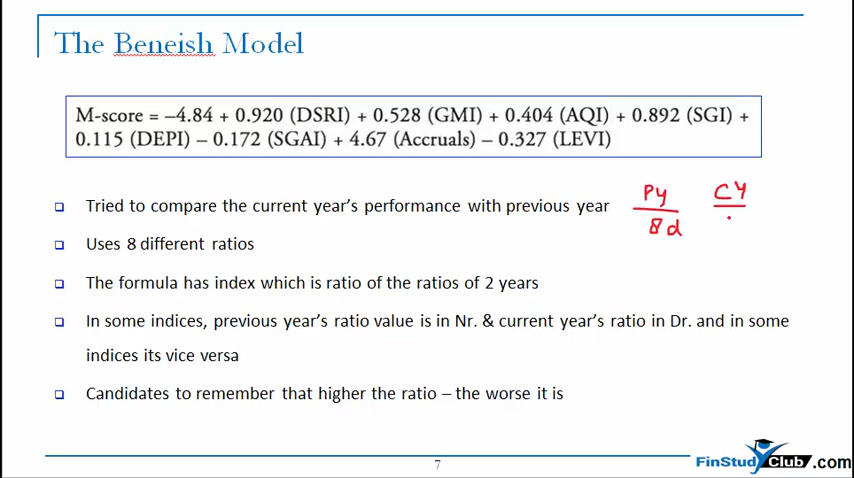 The Beneish Model
M-score = –4.84 + 0.920 (DSRI) + 0.528 (GMI) + 0.404 (AQI) + 0.892 (SGI) +
0.115 (DEPI) – 0.172 (SGAI) + 4.67 (Accruals) – 0.327 (LEVI)
Tried to compare the current year's performance with previous year
PY CY
8d
Uses 8 different ratios
The formula has index which is ratio of the ratios of 2 years.
In some indices, previous year's ratio value is in Nr. & current year's ratio in Dr. and in some
indices its vice versa
Candidates to remember that higher the ratio – the worse it is
7
FinStudyClub.com